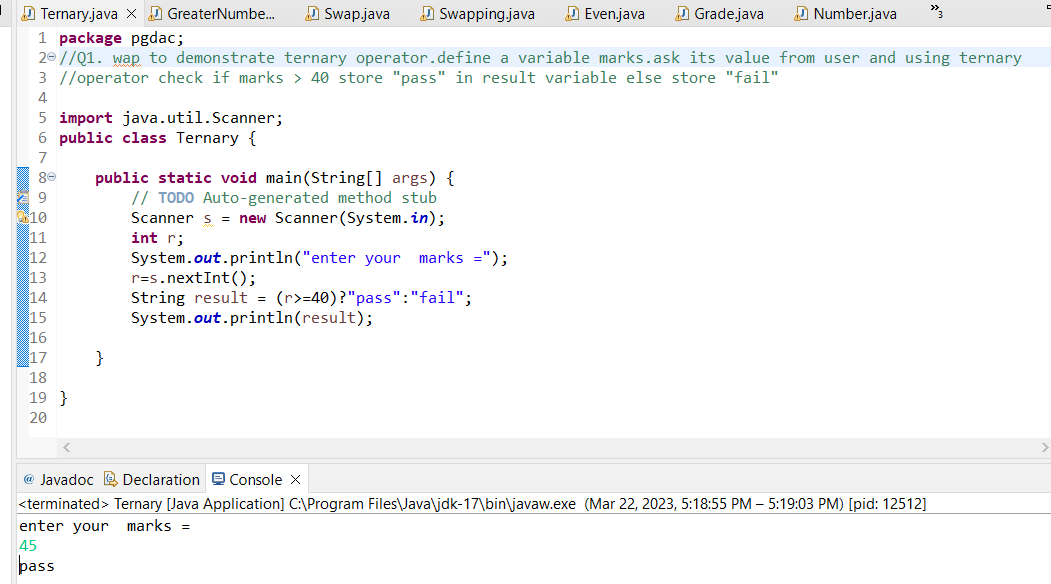 Ternary.java GreaterNumbe... Swap.java Swapping.java Even.java Grade.java Number.java »3
1 package pgdac;
2 //Q1. wap to demonstrate ternary operator.define a variable marks.ask its value from user and using ternary
3 //operator check if marks > 40 store "pass" in result variable else store "fail"
4
5 import java.util.Scanner;
6 public class Ternary {
7
8     public static void main(String[] args) {
9         // TODO Auto-generated method stub
10         Scanner s = new Scanner(System.in);
11         int r;
12         System.out.println("enter your  marks =");
13         r=s.nextInt();
14         String result = (r>=40)?"pass":"fail";
15         System.out.println(result);
16
17     }
18
19 }
20
@ Javadoc Declaration Console
<terminated> Ternary [Java Application] C:\Program Files\Java\jdk-17\bin\javaw.exe  (Mar 22, 2023, 5:18:55 PM – 5:19:03 PM) [pid: 12512]
enter your  marks =
45
pass